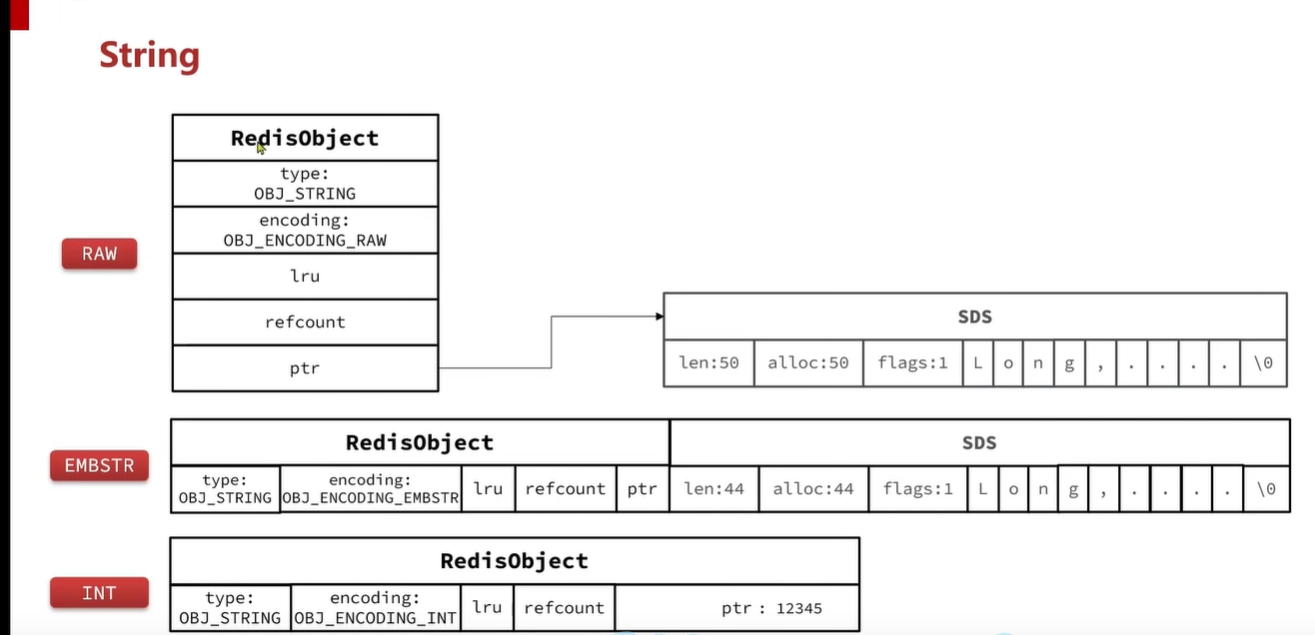 String
RedisObject
type:
OBJ_STRING
encoding:
OBJ_ENCODING_RAW
RAW
lru
refcount
ptr
SDS
len:50 alloc:50 flags:1 L o n g , . . . . \0
RedisObject SDS
EMBSTR
type:
OBJ_STRING
encoding:
OBJ_ENCODING_EMBSTR
lru refcount ptr len:44 alloc:44 flags:1 L o n g , . . . . \0
RedisObject
INT
type:
OBJ_STRING
encoding:
OBJ_ENCODING_INT
lru refcount ptr : 12345